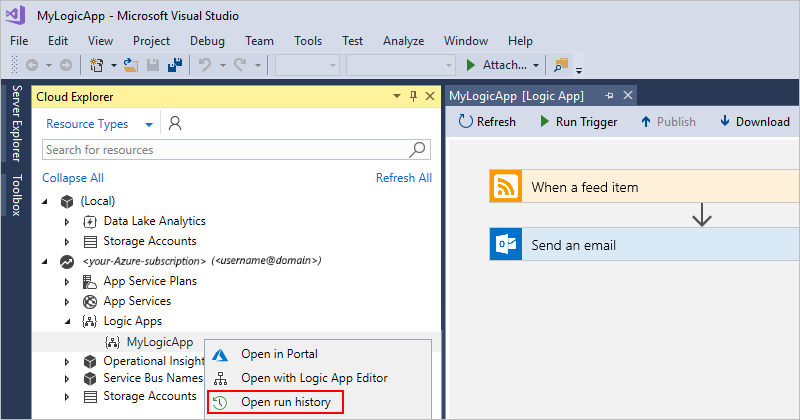 MyLogicApp - Microsoft Visual Studio
File Edit View Project Debug Team Tools Test Analyze Window Help
Attach...
Server Explorer
Toolbox
Cloud Explorer
Resource Types
Search for resources
Collapse All Refresh All
(Local)
Data Lake Analytics
Storage Accounts
<your-Azure-subscription> (<username@domain>)
App Service Plans
App Services
Logic Apps
MyLogicApp
Operational Insight
Service Bus Names
Storage Accounts
Open in Portal
Open with Logic App Editor
Open run history
MyLogicApp [Logic App]
Refresh Run Trigger Publish Download
When a feed item
Send an email